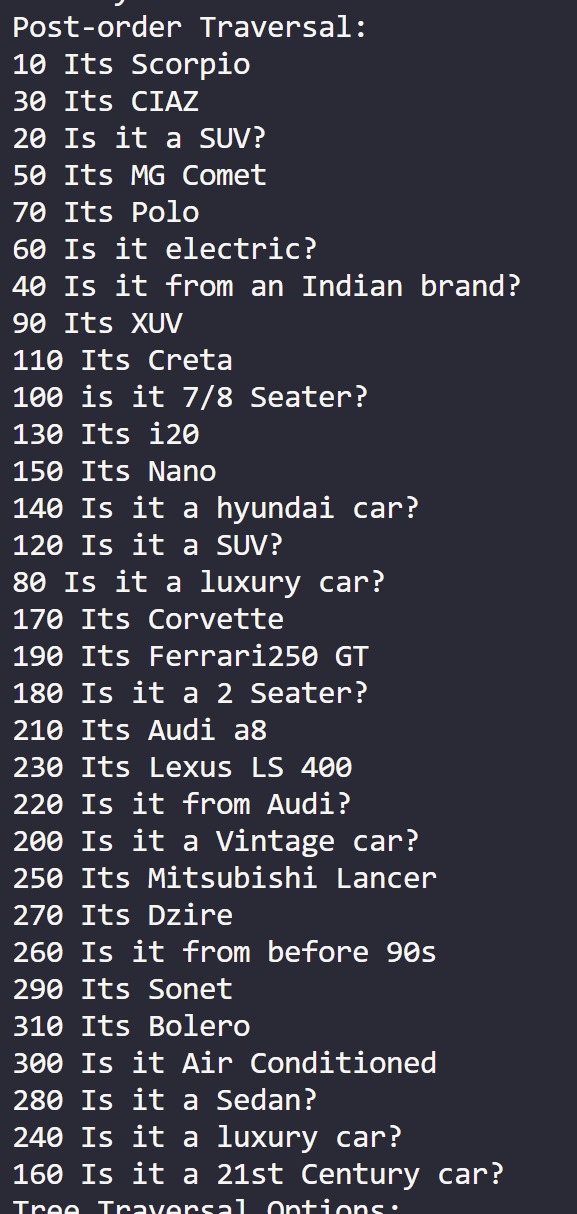 Post-order Traversal:
10 Its Scorpio
30 Its CIAZ
20 Is it a SUV?
50 Its MG Comet
70 Its Polo
60 Is it electric?
40 Is it from an Indian brand?
90 Its XUV
110 Its Creta
100 is it 7/8 Seater?
130 Its i20
150 Its Nano
140 Is it a hyundai car?
120 Is it a SUV?
80 Is it a luxury car?
170 Its Corvette
190 Its Ferrari250 GT
180 Is it a 2 Seater?
210 Its Audi a8
230 Its Lexus LS 400
220 Is it from Audi?
200 Is it a Vintage car?
250 Its Mitsubishi Lancer
270 Its Dzire
260 Is it from before 90s
290 Its Sonet
310 Its Bolero
300 Is it Air Conditioned
280 Is it a Sedan?
240 Is it a luxury car?
160 Is it a 21st Century car?
Tree Traversal Options: